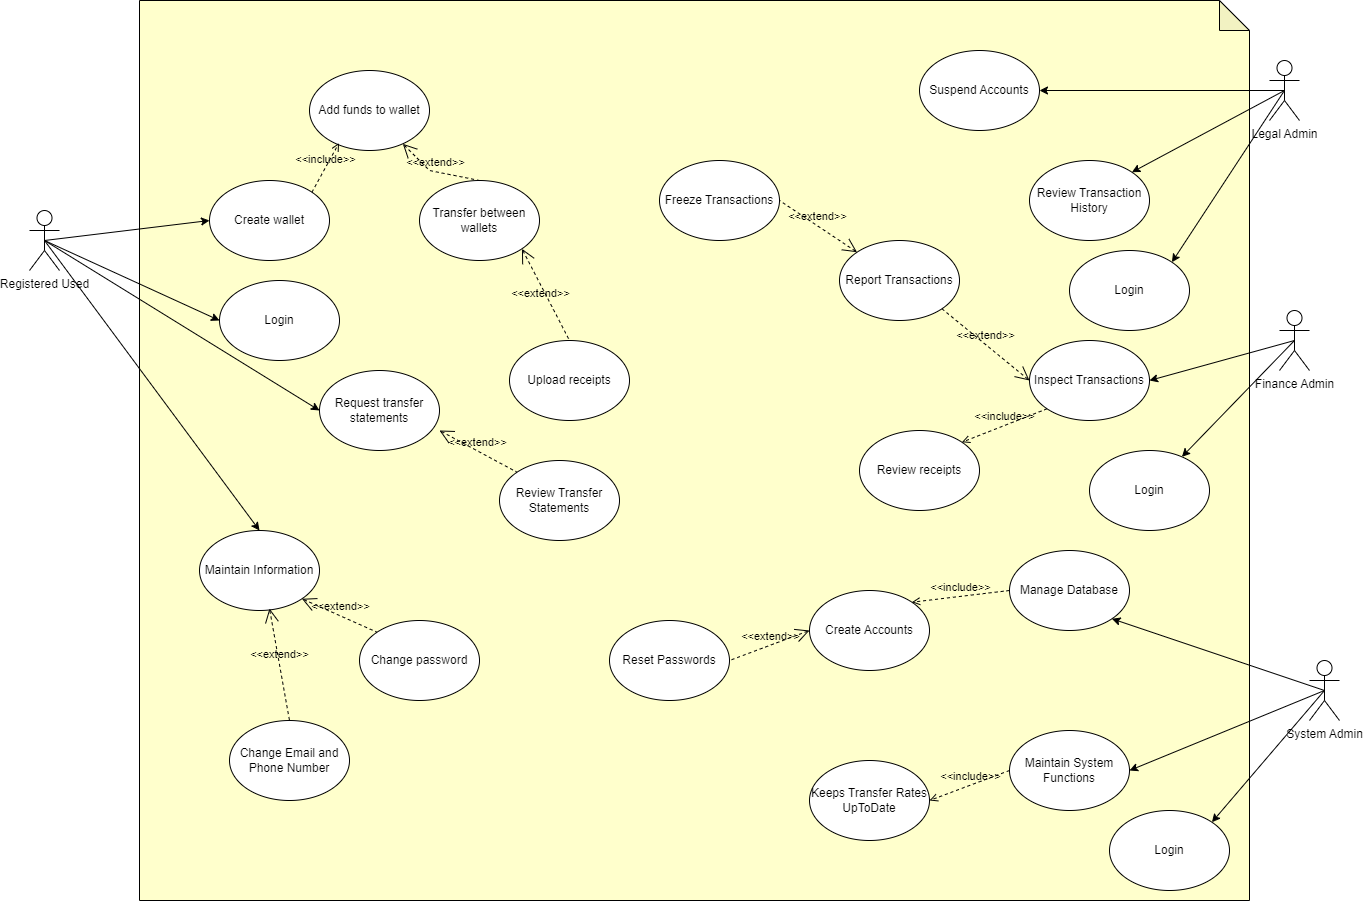 Suspend Accounts
Legal Admin
Add funds to wallet
<<include>>
<<extend>>
Create wallet
Transfer between
wallets
Freeze Transactions
<<extend>>
Review Transaction
History
Registered Used
Report Transactions
Login
<<extend>>
Login
<<extend>>
Upload receipts
Inspect Transactions
Finance Admin
Request transfer
statements
<<include>>
<<extend>>
Review receipts
Review Transfer
Statements
Login
Maintain Information
<<extend>>
<<extend>>
Change password
Change Email and
Phone Number
<<include>>
Manage Database
Create Accounts
<<extend>>
Reset Passwords
System Admin
Maintain System
Functions
<<include>>
Keeps Transfer Rates
UpToDate
Login